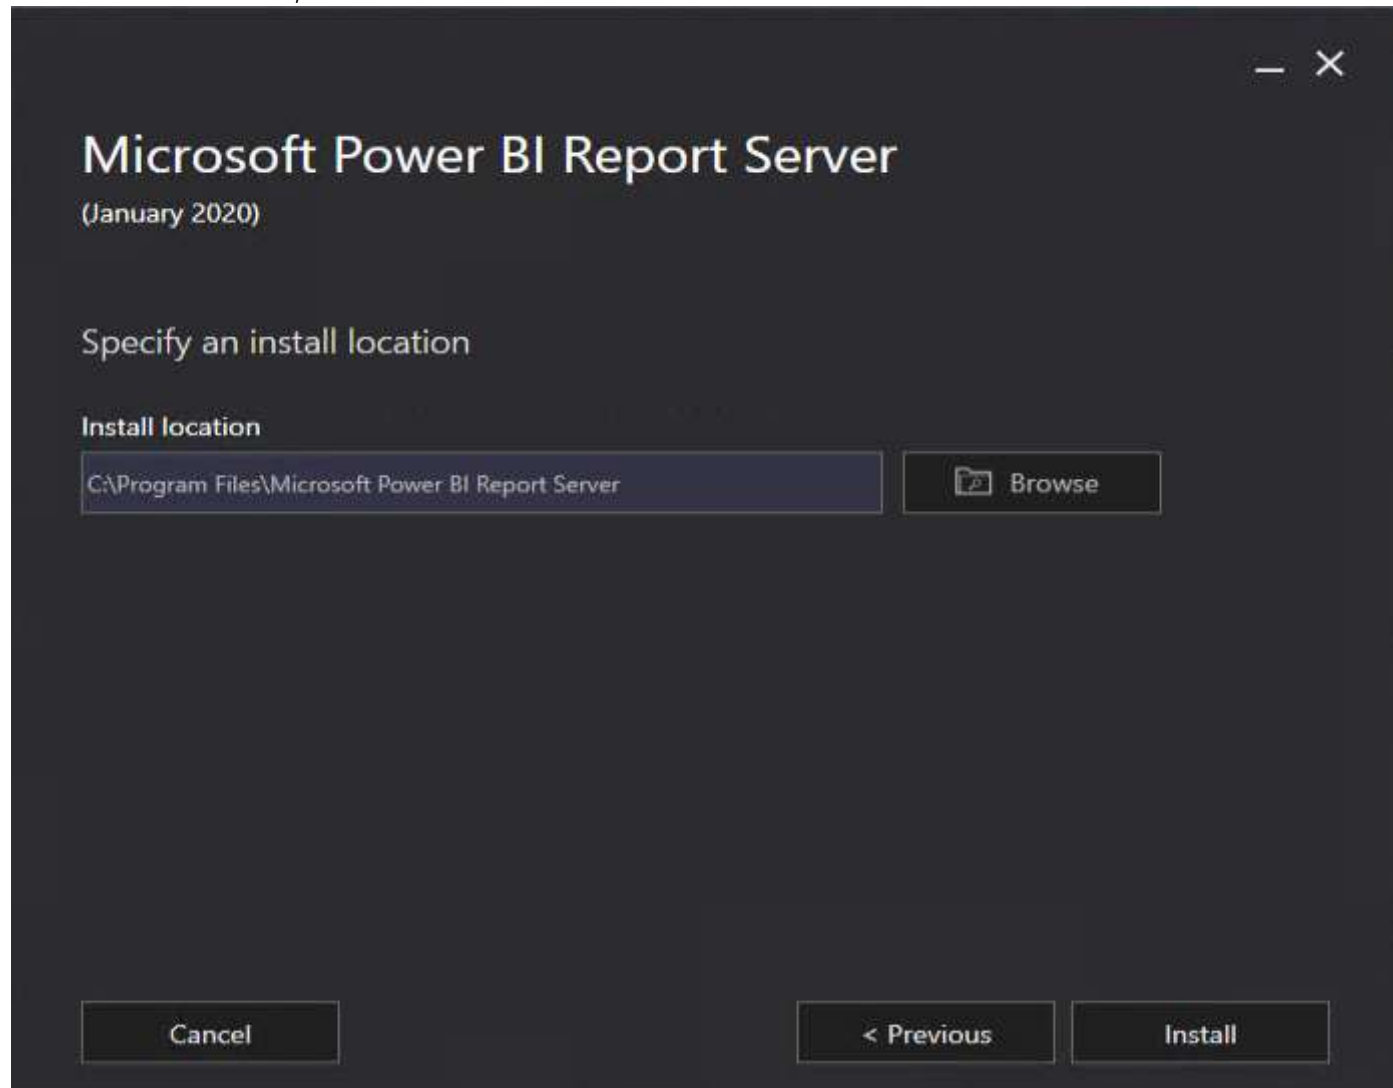 Microsoft Power BI Report Server
(January 2020)
Specify an install location
Install location
C:\Program Files\Microsoft Power BI Report Server
Browse
Cancel
< Previous
Install